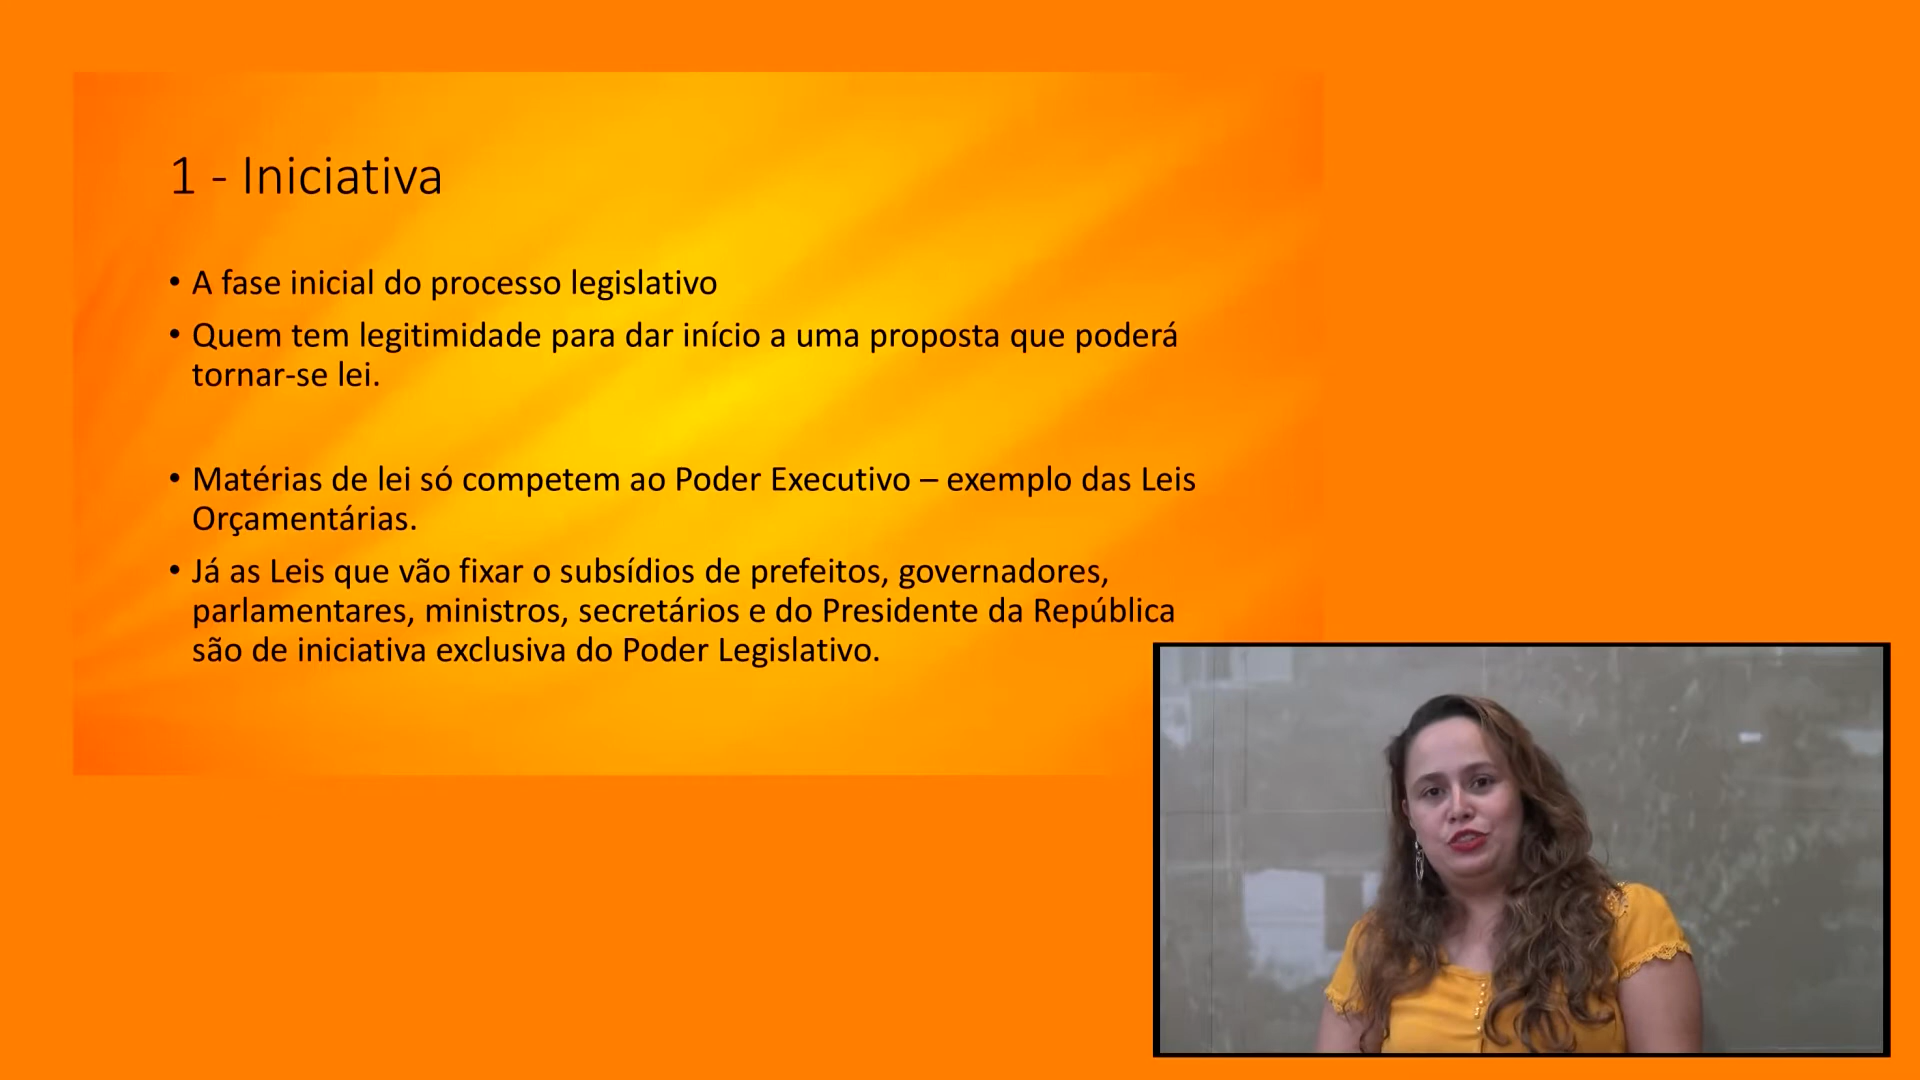 1 - Iniciativa
• A fase inicial do processo legislativo
• Quem tem legitimidade para dar início a uma proposta que poderá
tornar-se lei.
• Matérias de lei só competem ao Poder Executivo – exemplo das Leis
Orçamentárias.
• Já as Leis que vão fixar o subsídios de prefeitos, governadores,
parlamentares, ministros, secretários e do Presidente da República
são de iniciativa exclusiva do Poder Legislativo.